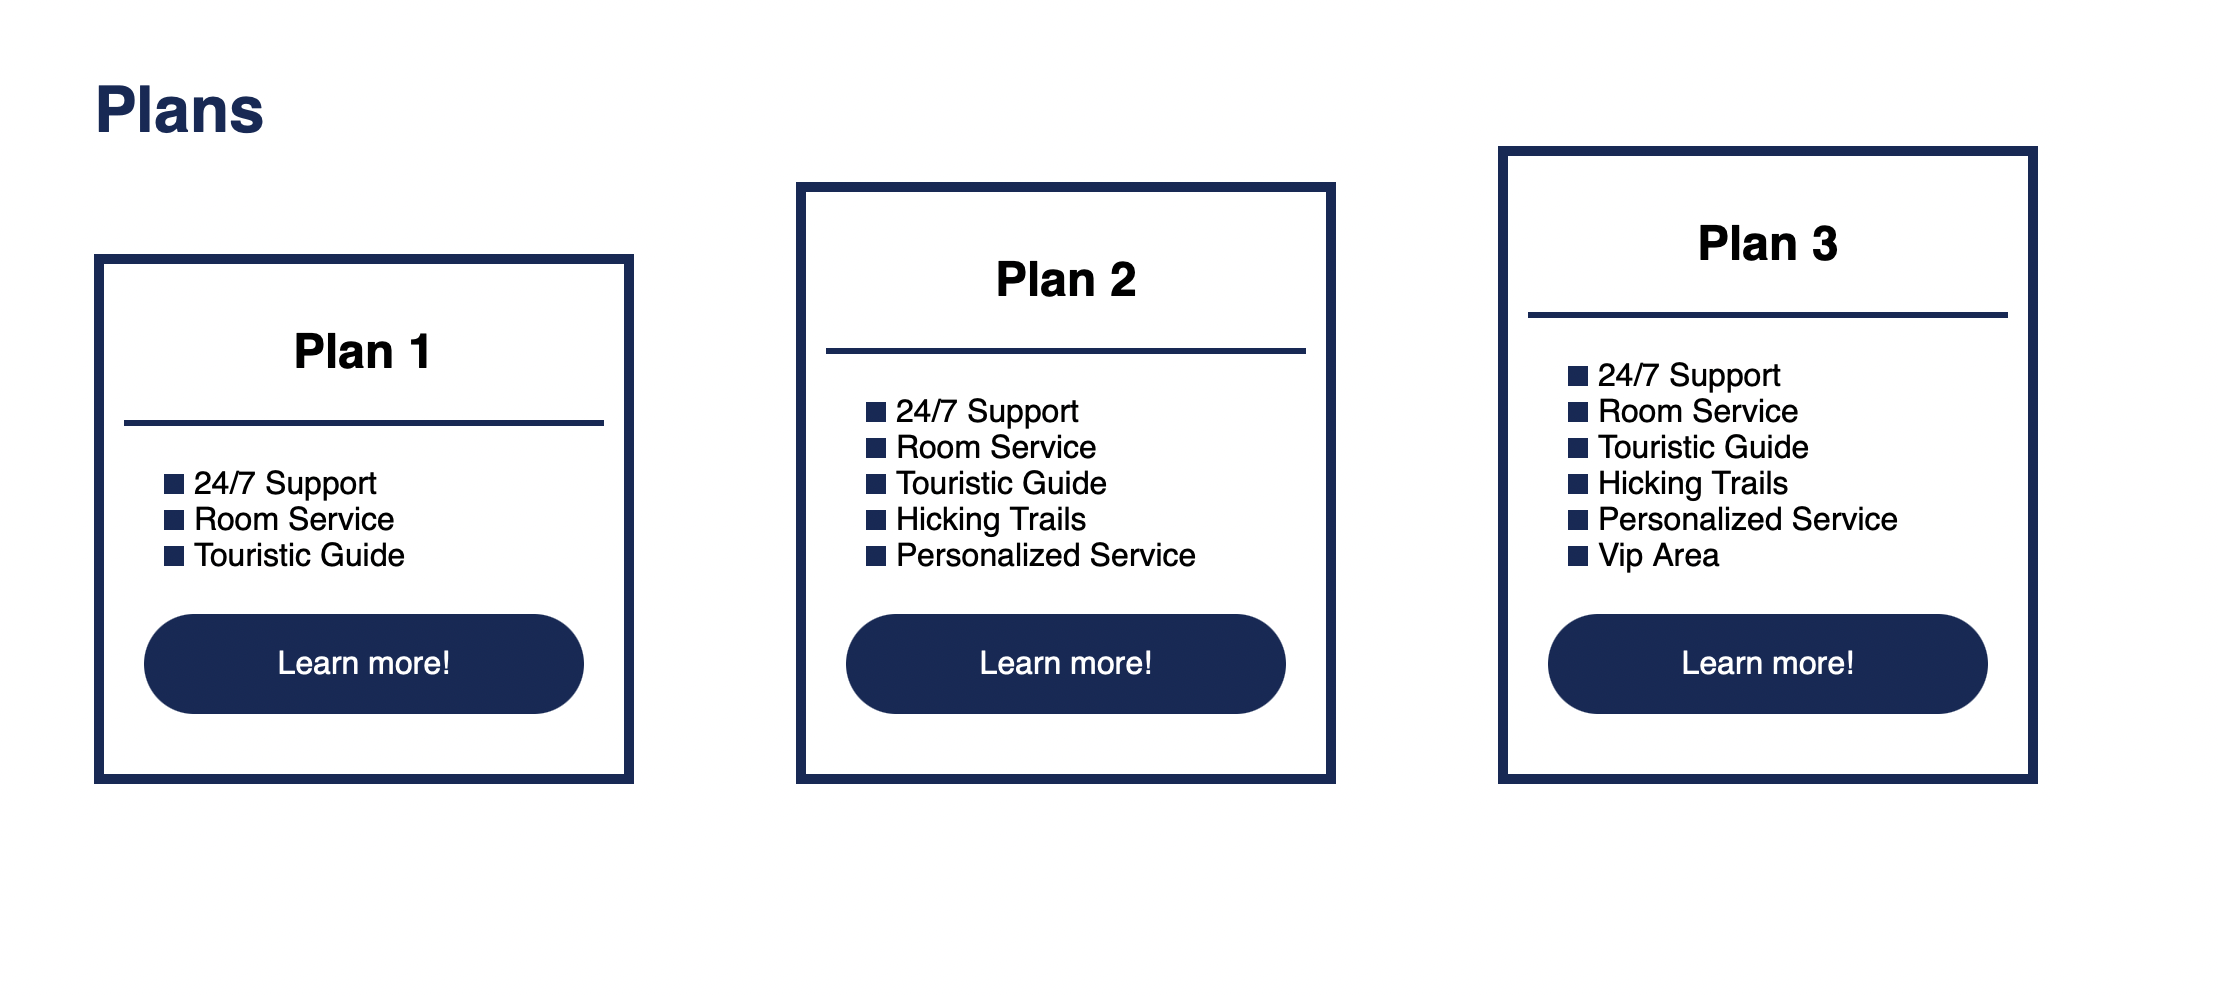 Plans
Plan 1
24/7 Support
Room Service
Touristic Guide
Learn more!
Plan 2
24/7 Support
Room Service
Touristic Guide
Hicking Trails
Personalized Service
Learn more!
Plan 3
24/7 Support
Room Service
Touristic Guide
Hicking Trails
Personalized Service
Vip Area
Learn more!